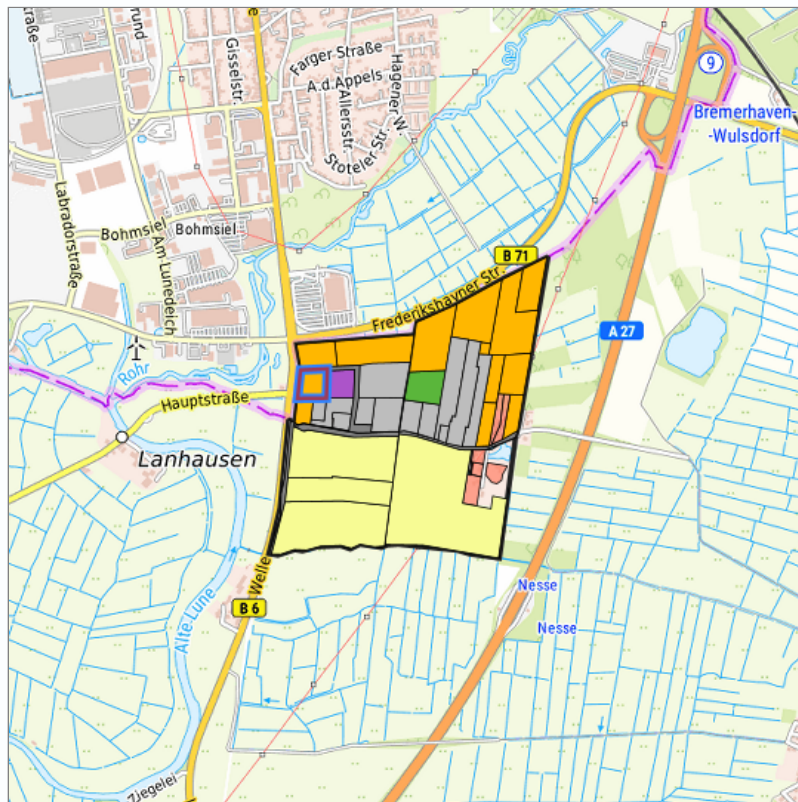 Gisselstr.
Farger Straße
A.d.Appels
Allersstr.
Hagener W.
Stoteler Str.
9
Bremerhaven-
-Wulsdorf
Labradorstraße
Bohmsiel
Bohmsiel
Am Lunedeich
B 71
Frederikshavner Str.
A 27
Rohr
Hauptstraße
Lanhausen
Alte Lune
Welle
B 6
Nesse
Nesse
Ziegelei